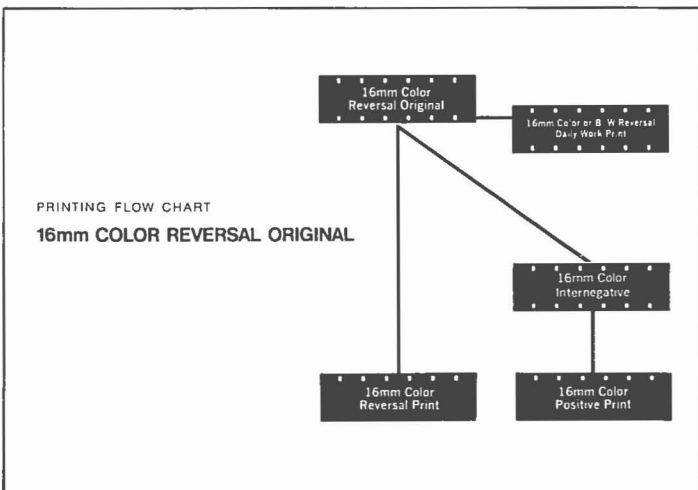 16mm Color
Reversal Original
16mm Color or B W Reversal
Daily Work Print
PRINTING FLOW CHART
16mm COLOR REVERSAL ORIGINAL
16mm Color
Internegative
16mm Color
Reversal Print
16mm Color
Positive Print